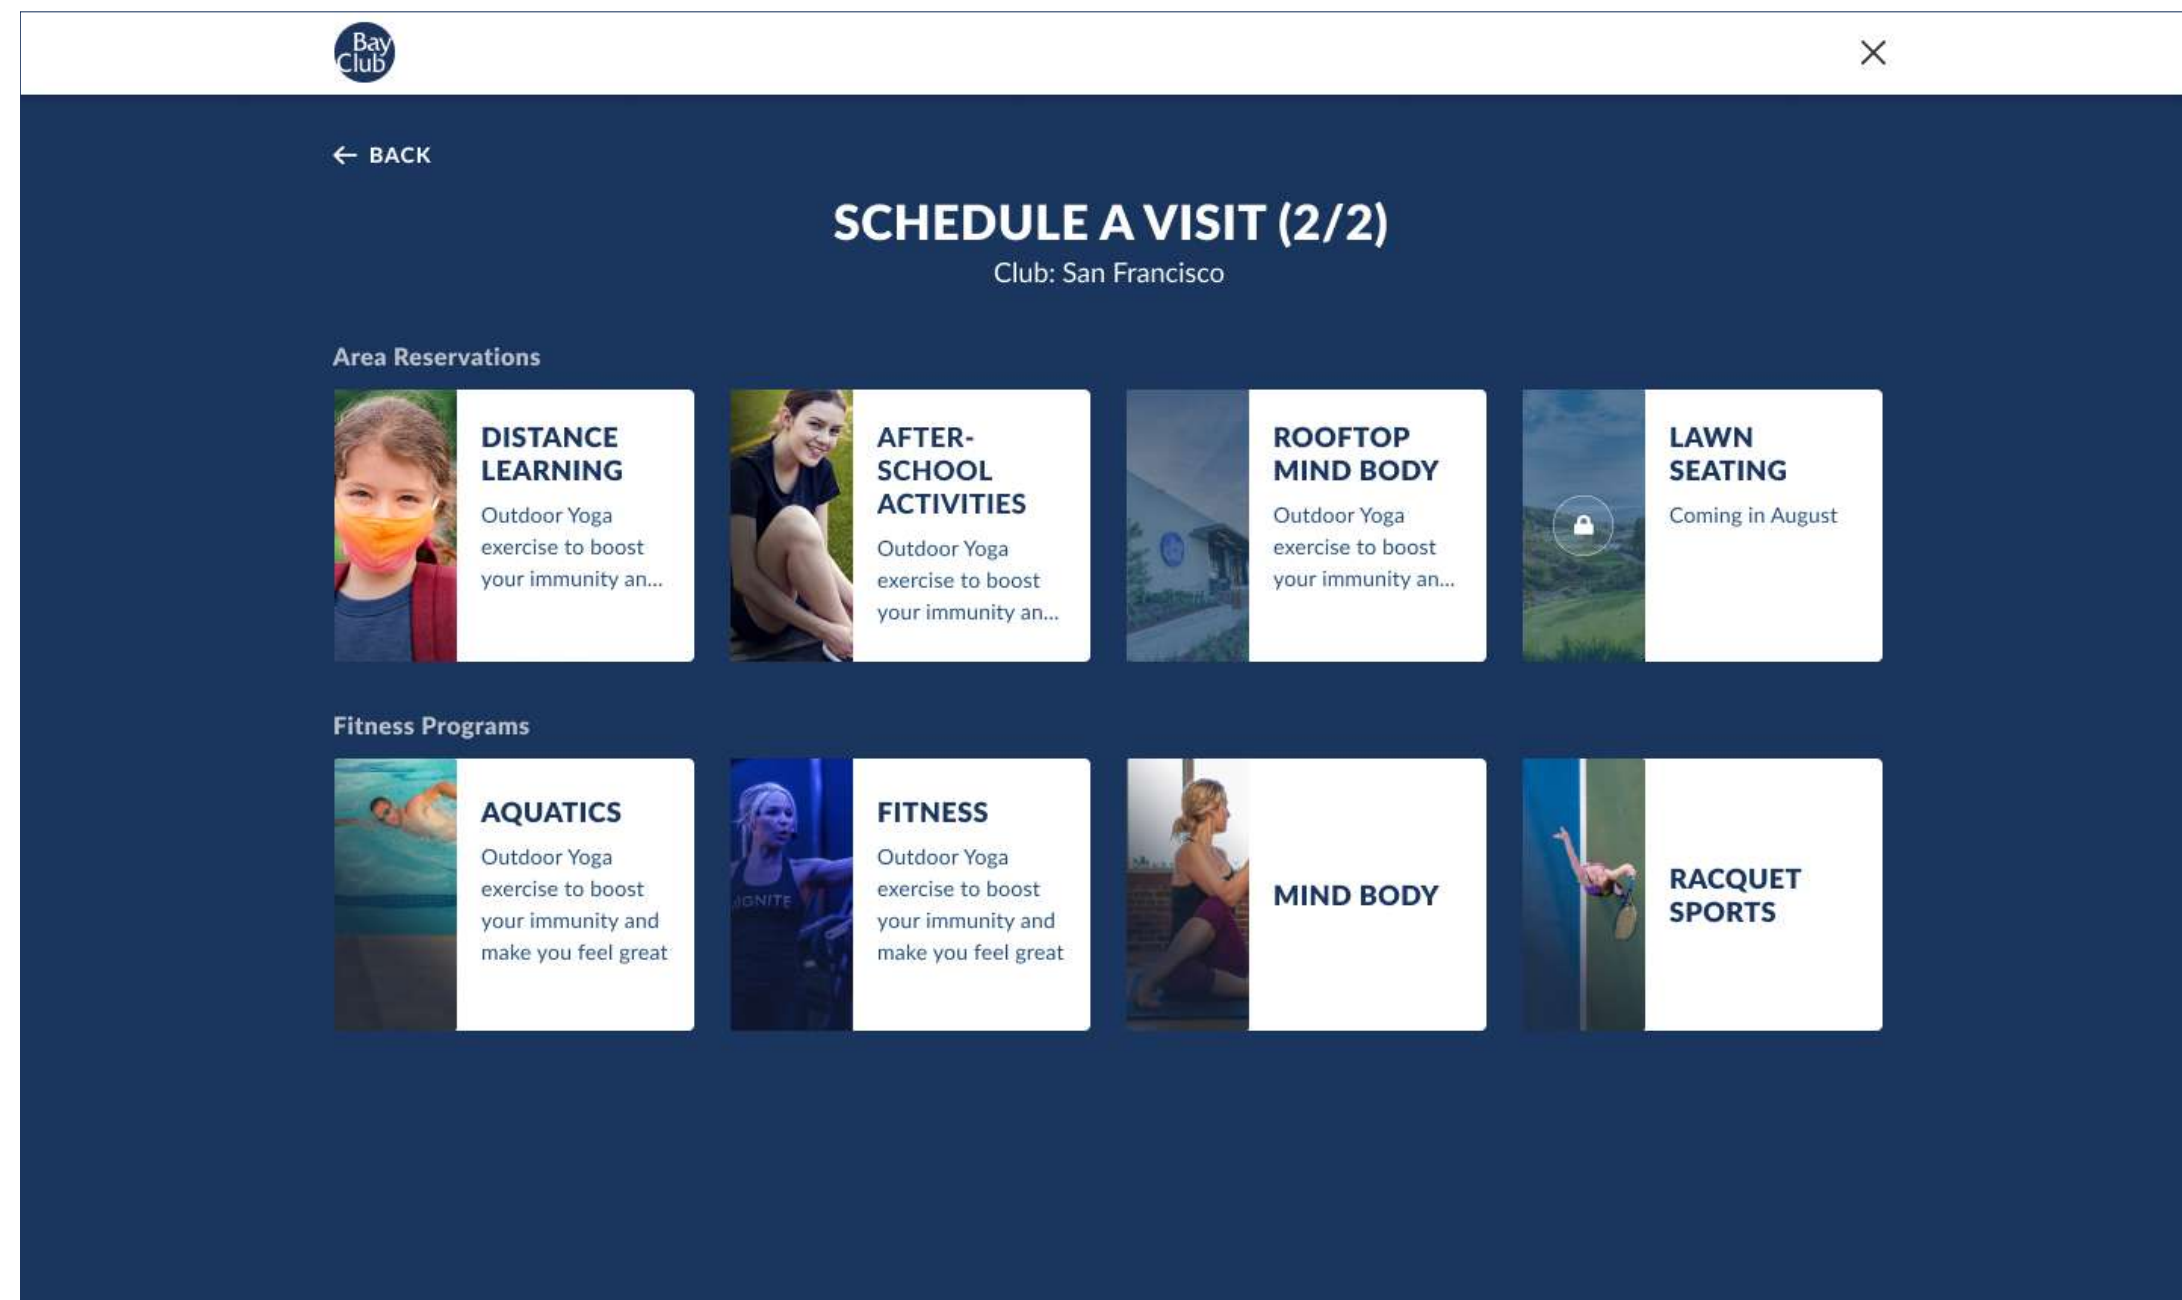 Bay
Club
BACK
SCHEDULE A VISIT (2/2)
Club: San Francisco
Area Reservations
DISTANCE
LEARNING
Outdoor Yoga
exercise to boost
your immunity an...
AFTER-
SCHOOL
ACTIVITIES
Outdoor Yoga
exercise to boost
your immunity an...
ROOFTOP
MIND BODY
Outdoor Yoga
exercise to boost
your immunity an...
LAWN
SEATING
Coming in August
Fitness Programs
AQUATICS
Outdoor Yoga
exercise to boost
your immunity and
make you feel great
IGNITE
FITNESS
Outdoor Yoga
exercise to boost
your immunity and
make you feel great
MIND BODY
RACQUET
SPORTS